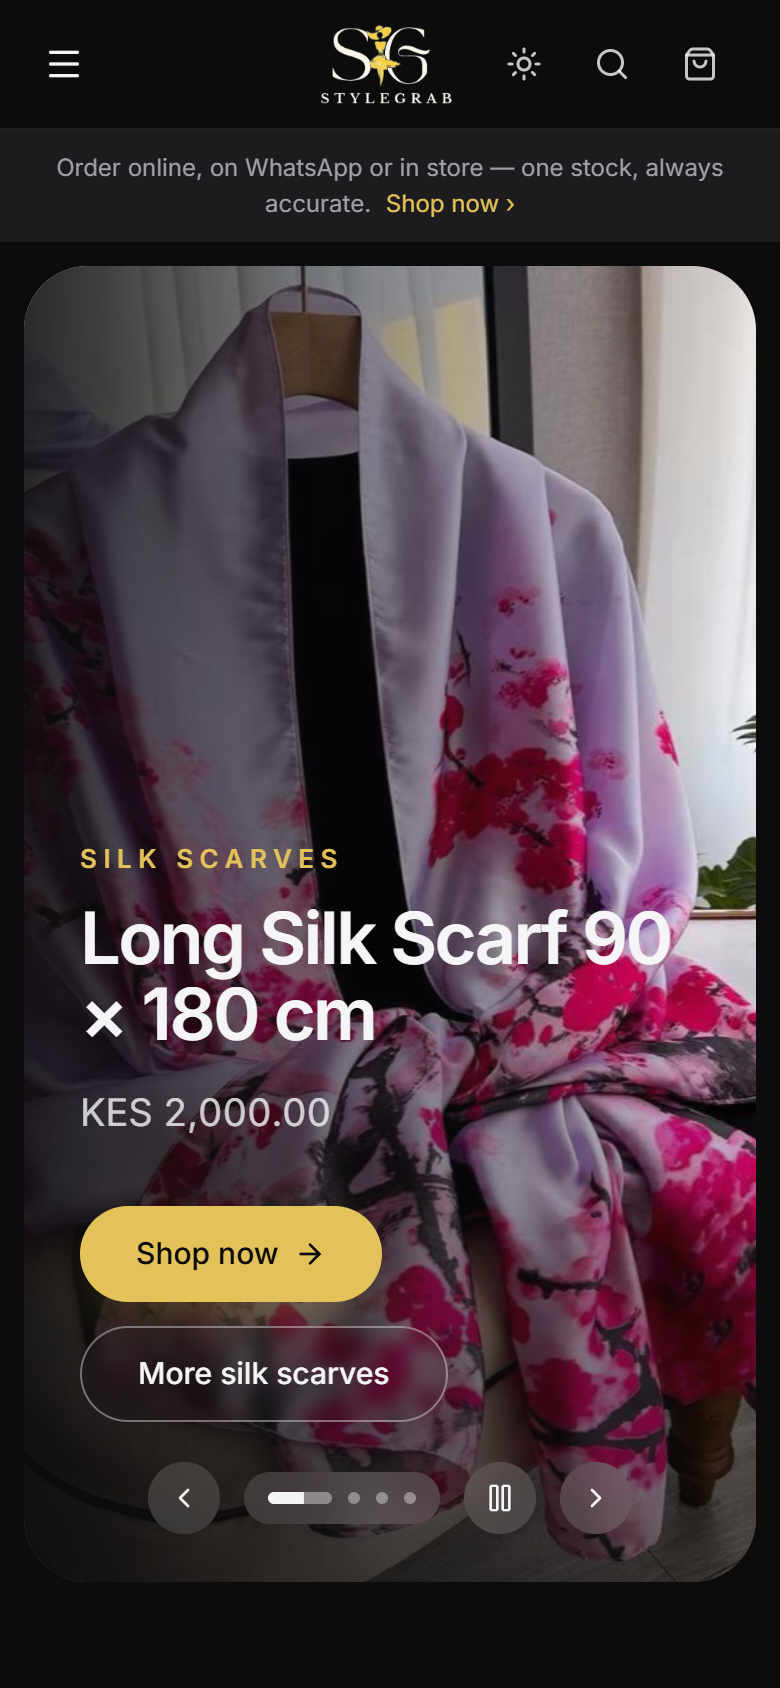 SG
STYLEGRAB
Order online, on WhatsApp or in store — one stock, always
accurate. Shop now ›
SILK SCARVES
Long Silk Scarf 90
× 180 cm
KES 2,000.00
Shop now →
More silk scarves